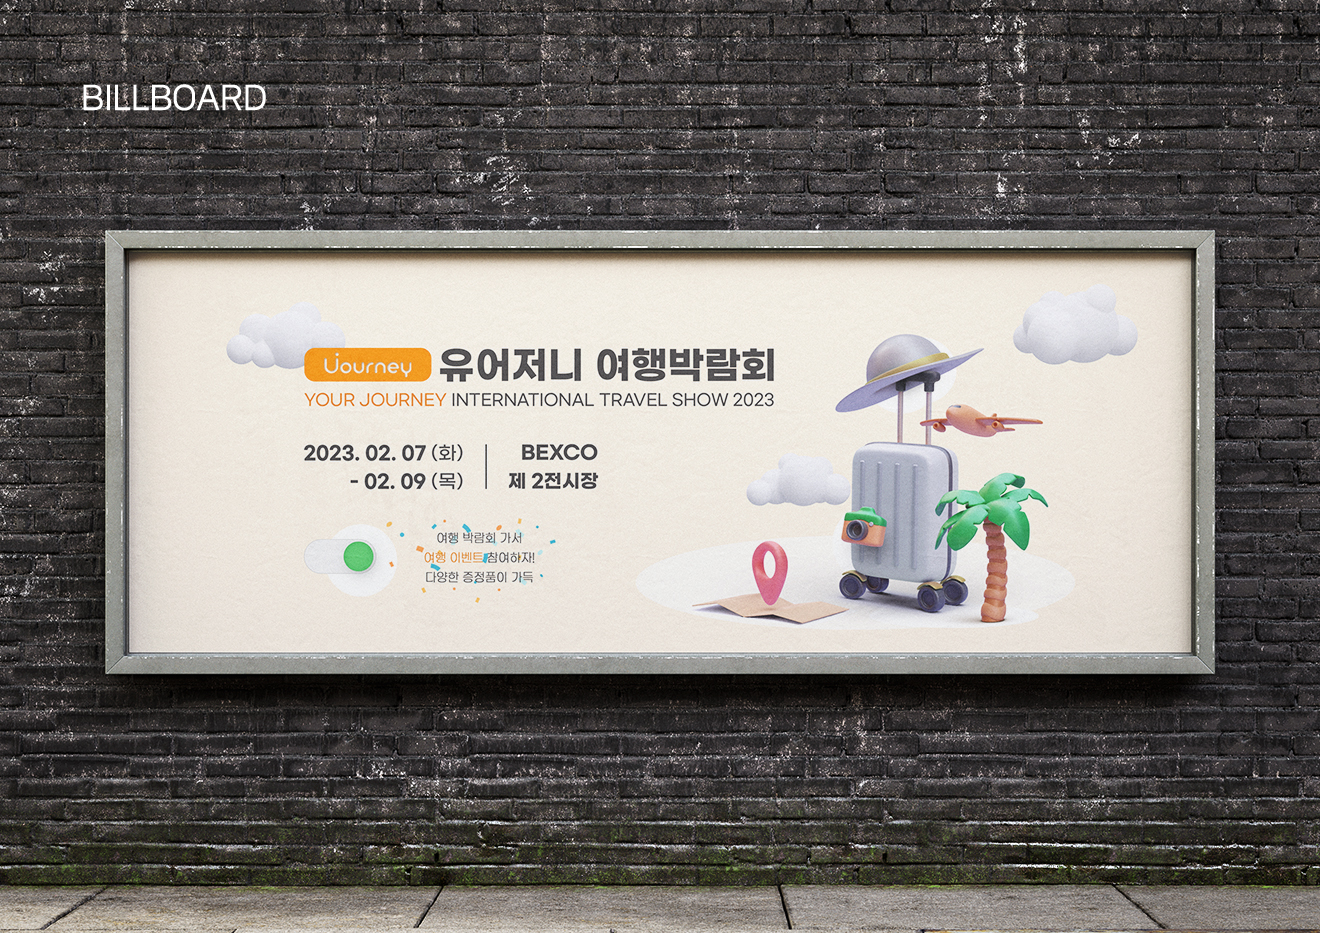 BILLBOARD
Journey 유어저니 여행박람회
YOUR JOURNEY INTERNATIONAL TRAVEL SHOW 2023
2023. 02. 07 (화)
- 02. 09 (목)
BEXCO
제 2전시장
여행 박람회 가서
여행 이벤트 참여하자!
다양한 증정품이 가득